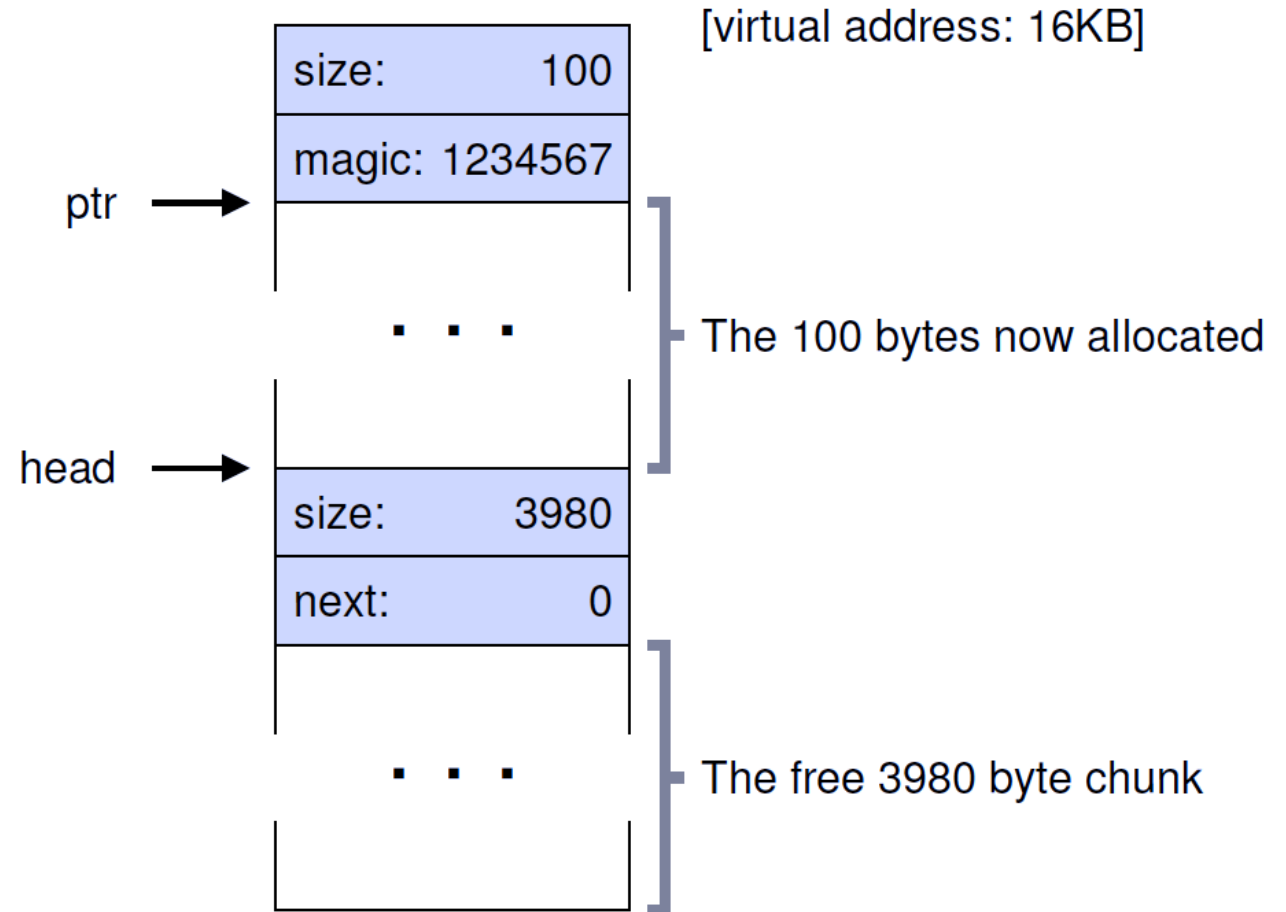 [virtual address: 16KB]
size: 100
magic: 1234567
ptr
. . .
The 100 bytes now allocated
head
size: 3980
next: 0
. . .
The free 3980 byte chunk